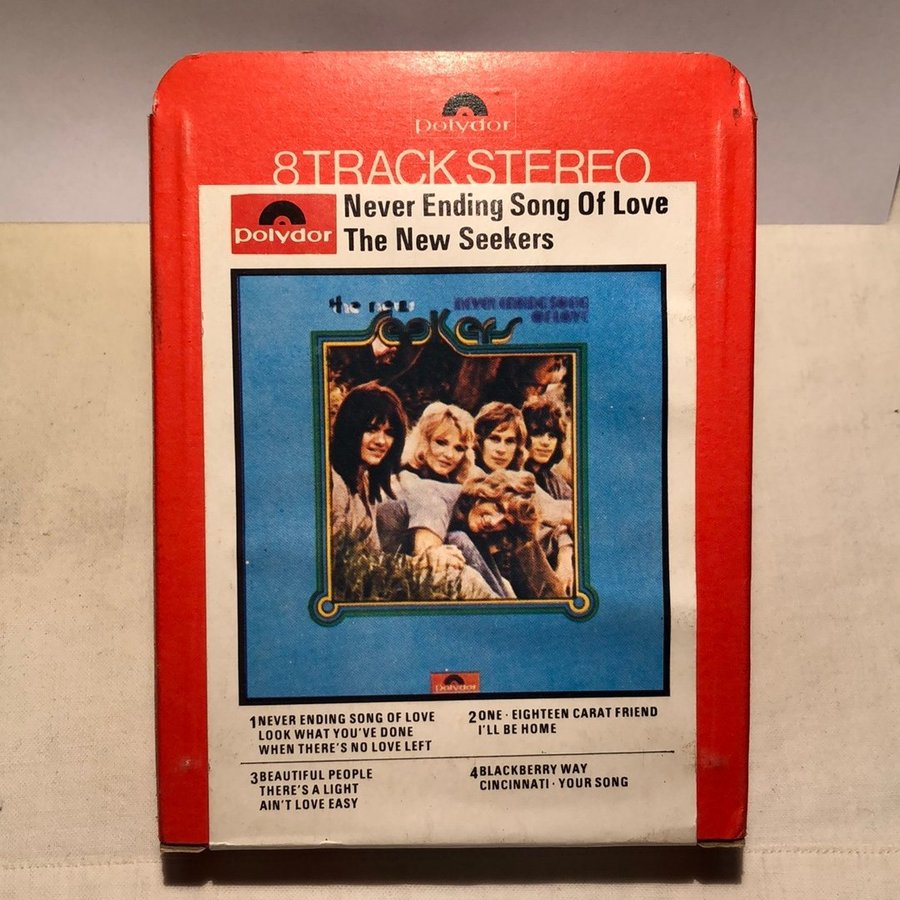 polydor
8 TRACK STEREO
polydor
Never Ending Song Of Love
The New Seekers
the new
seekers
NEVER ENDING SONG
OF LOVE
polydor
1 NEVER ENDING SONG OF LOVE
LOOK WHAT YOU'VE DONE
WHEN THERE'S NO LOVE LEFT
2 ONE · EIGHTEEN CARAT FRIEND
I'LL BE HOME
3 BEAUTIFUL PEOPLE
THERE'S A LIGHT
AIN'T LOVE EASY
4 BLACKBERRY WAY
CINCINNATI · YOUR SONG